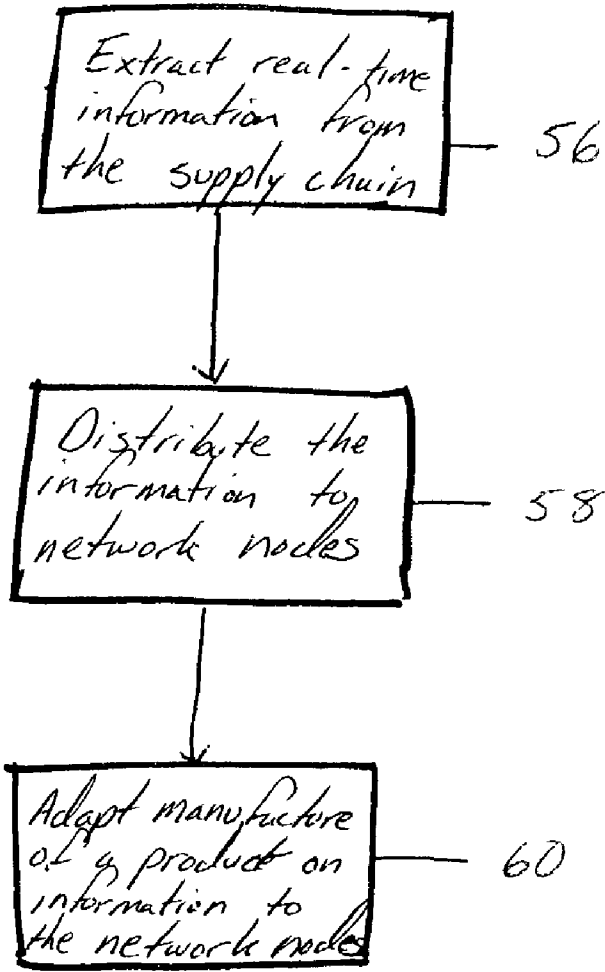 Extract real-time
information from
the supply chain
56
Distribute the
information to
network nodes
58
Adapt manufacture
of a product on
information to
the network nodes
60